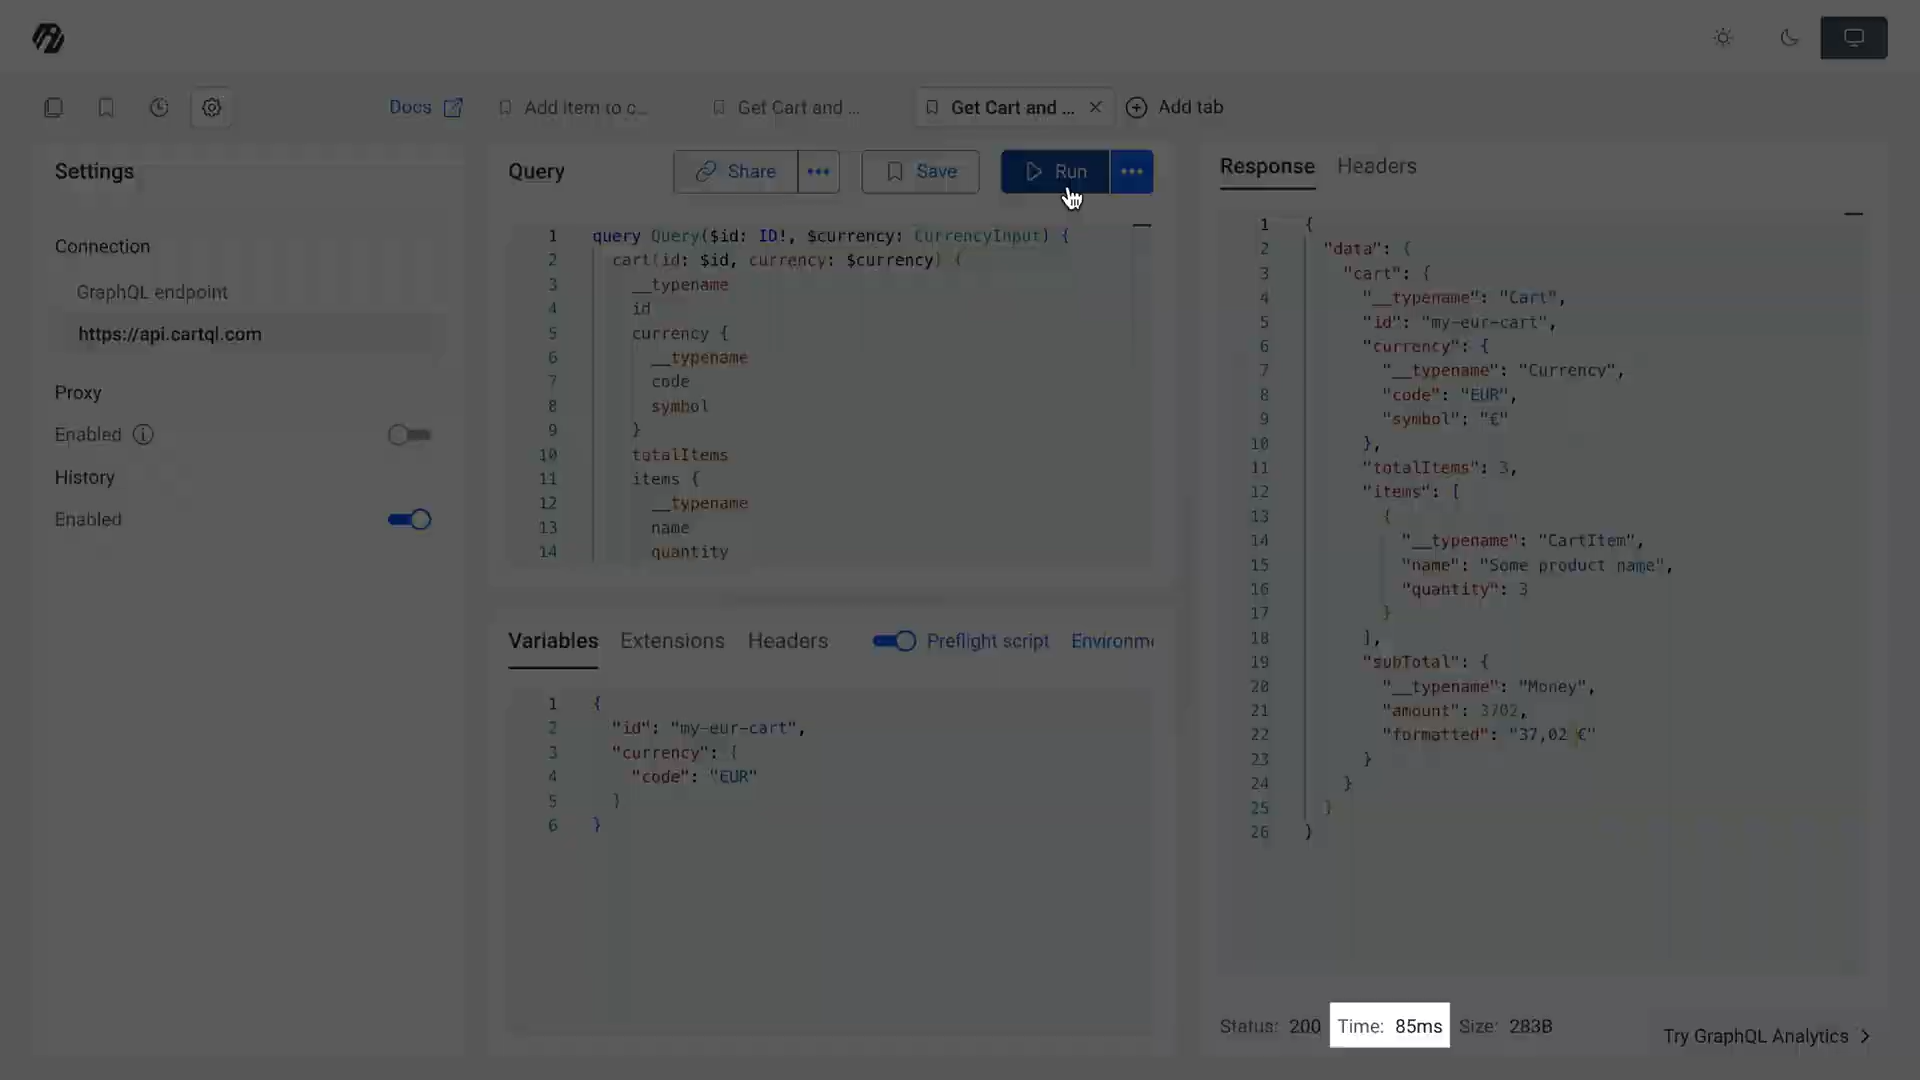 Docs
Add item to c...
Get Cart and ...
Get Cart and ...
Add tab
Settings
Connection
GraphQL endpoint
https://api.cartql.com
Proxy
Enabled
History
Enabled
Query
Share
Save
Run
1 query Query($id: ID!, $currency: CurrencyInput) {
2 cart(id: $id, currency: $currency) {
3 __typename
4 id
5 currency {
6 __typename
7 code
8 symbol
9 }
10 totalItems
11 items {
12 __typename
13 name
14 quantity
Variables
Extensions
Headers
Preflight script
Environme
1 {
2 "id": "my-eur-cart",
3 "currency": {
4 "code": "EUR"
5 }
6 }
Response
Headers
1 {
2 "data": {
3 "cart": {
4 "__typename": "Cart",
5 "id": "my-eur-cart",
6 "currency": {
7 "__typename": "Currency",
8 "code": "EUR",
9 "symbol": "€"
10 },
11 "totalItems": 3,
12 "items": [
13 {
14 "__typename": "CartItem",
15 "name": "Some product name",
16 "quantity": 3
17 }
18 ],
19 "subTotal": {
20 "__typename": "Money",
21 "amount": 3702,
22 "formatted": "37,02 €"
23 }
24 }
25 }
26 }
Status: 200 Time: 85ms Size: 283B
Try GraphQL Analytics